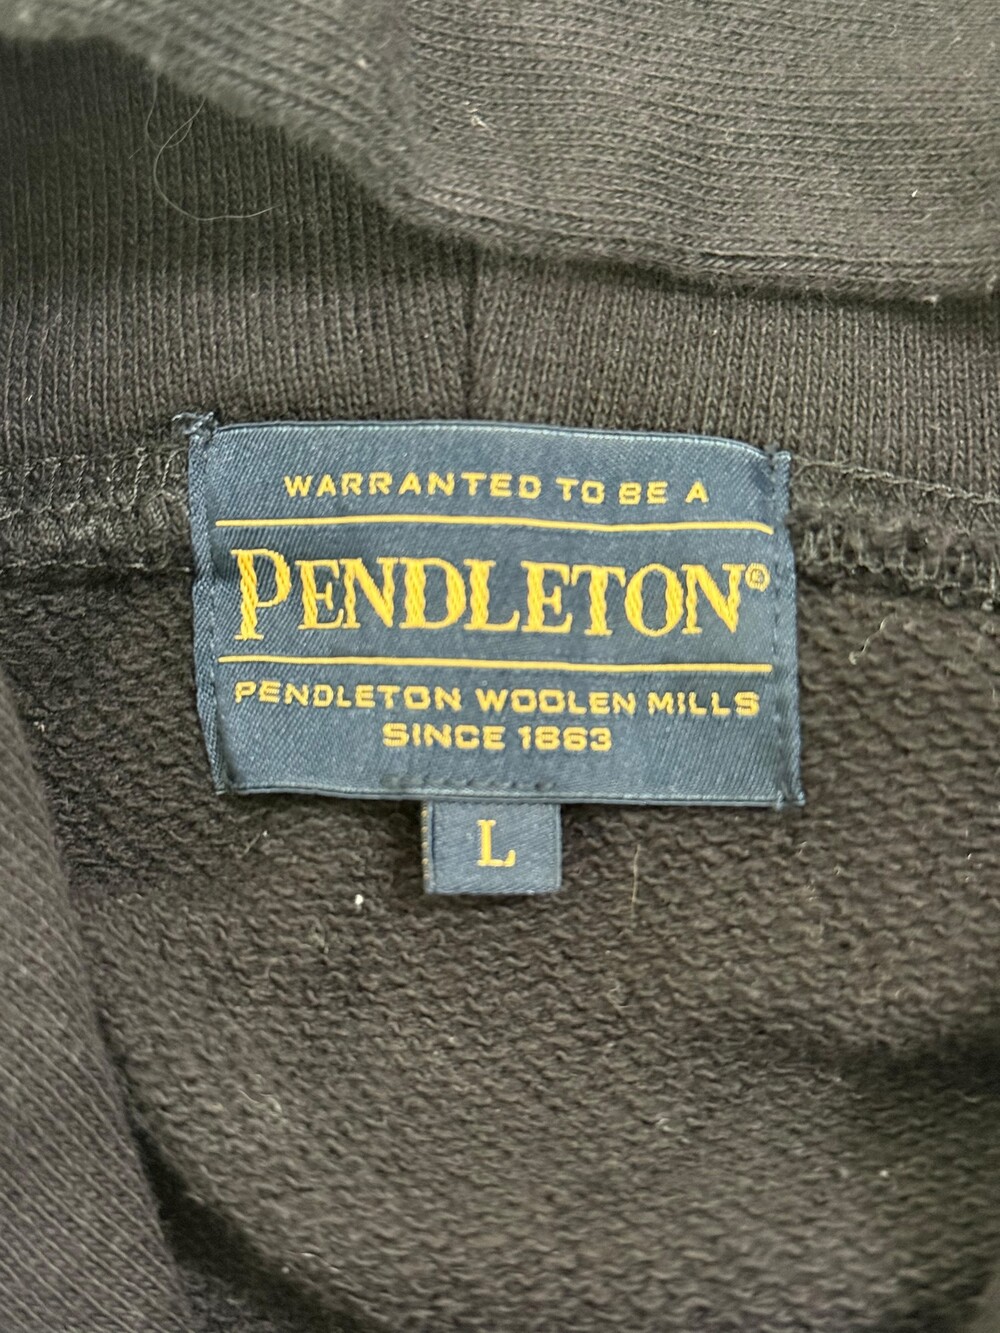 WARRANTED TO BE A
PENDLETON®
PENDLETON WOOLEN MILLS
SINCE 1863
L